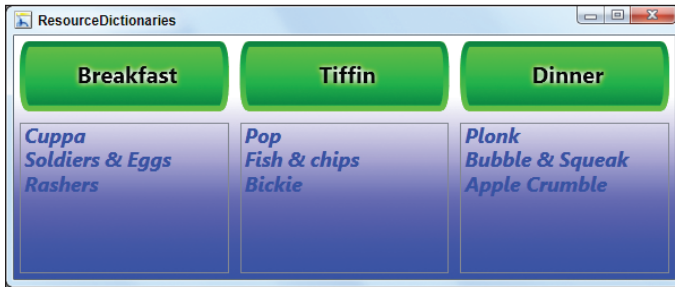 ResourceDictionaries
Breakfast
Tiffin
Dinner
Cuppa
Soldiers & Eggs
Rashers
Pop
Fish & chips
Bickie
Plonk
Bubble & Squeak
Apple Crumble